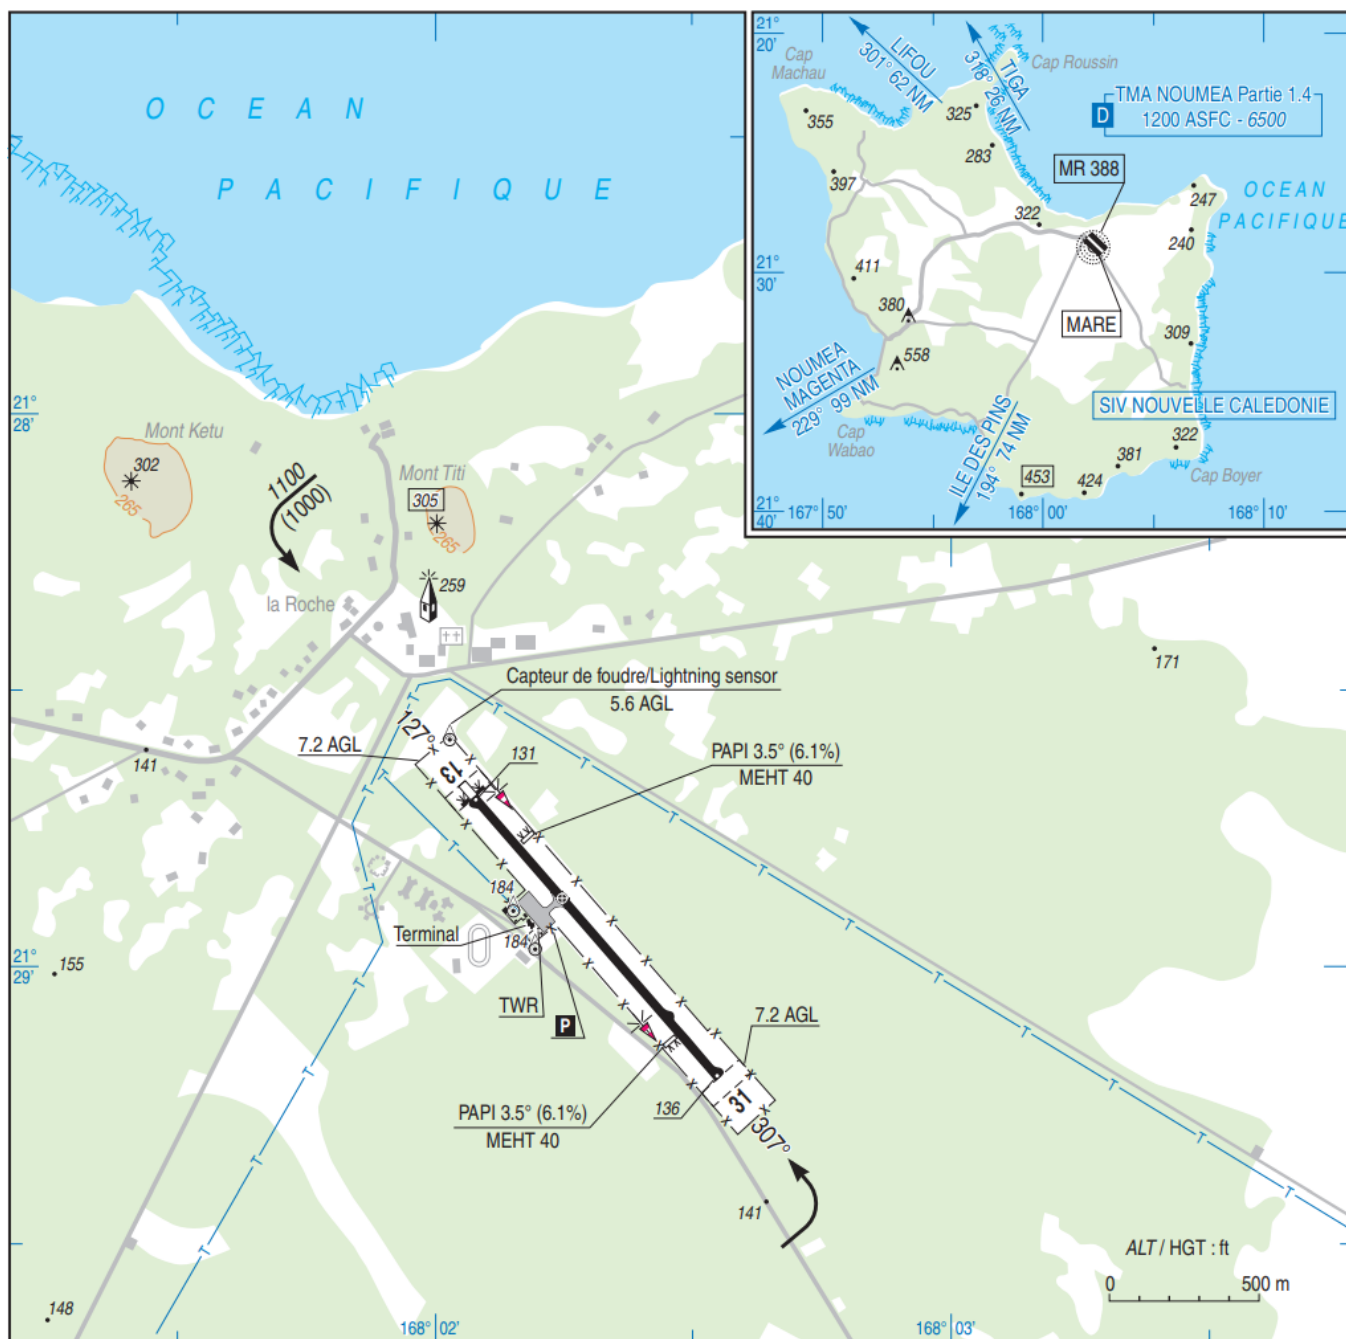 OCEAN
PACIFIQUE
21°
28'
Mont Ketu
302
265
1100
(1000)
Mont Titi
305
265
259
la Roche
171
Capteur de foudre/Lightning sensor
5.6 AGL
127°
7.2 AGL
13
131
PAPI 3.5° (6.1%)
MEHT 40
141
184
Terminal
184
TWR
P
21°
29'
155
7.2 AGL
PAPI 3.5° (6.1%)
MEHT 40
136
31
307°
141
148
168° 02'
168° 03'
ALT / HGT : ft
0 500 m
21°
20'
Cap
Machau
LIFOU
301° 62 NM
TIGA
318° 26 NM
Cap Roussin
D
TMA NOUMEA Partie 1.4
1200 ASFC - 6500
355
325
283
397
MR 388
322
247
OCEAN
PACIFIQUE
240
21°
30'
411
380
MARE
558
309
NOUMEA
MAGENTA
229° 99 NM
ILE DES PINS
194° 74 NM
SIV NOUVELLE CALEDONIE
Cap
Wabao
322
381
453
424
Cap Boyer
21°
40'
167° 50'
168° 00'
168° 10'
T
T
T
T
T
T
T
T
T
T
T
T
T